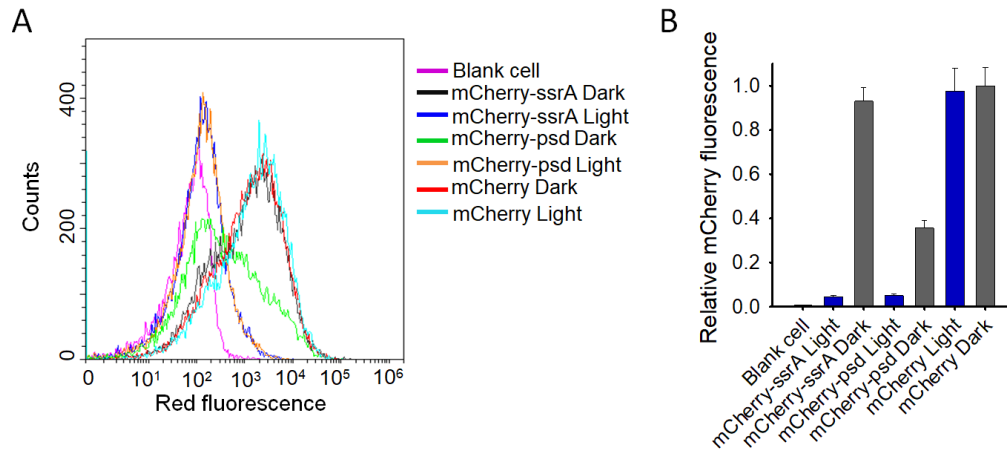 A
Counts
400
200
0
0 10¹ 10² 10³ 10⁴ 10⁵ 10⁶
Red fluorescence
Blank cell
mCherry-ssrA Dark
mCherry-ssrA Light
mCherry-psd Dark
mCherry-psd Light
mCherry Dark
mCherry Light
B
Relative mCherry fluorescence
1.0
0.8
0.6
0.4
0.2
0.0
Blank cell
mCherry-ssrA Light
mCherry-ssrA Dark
mCherry-psd Light
mCherry-psd Dark
mCherry Light
mCherry Dark